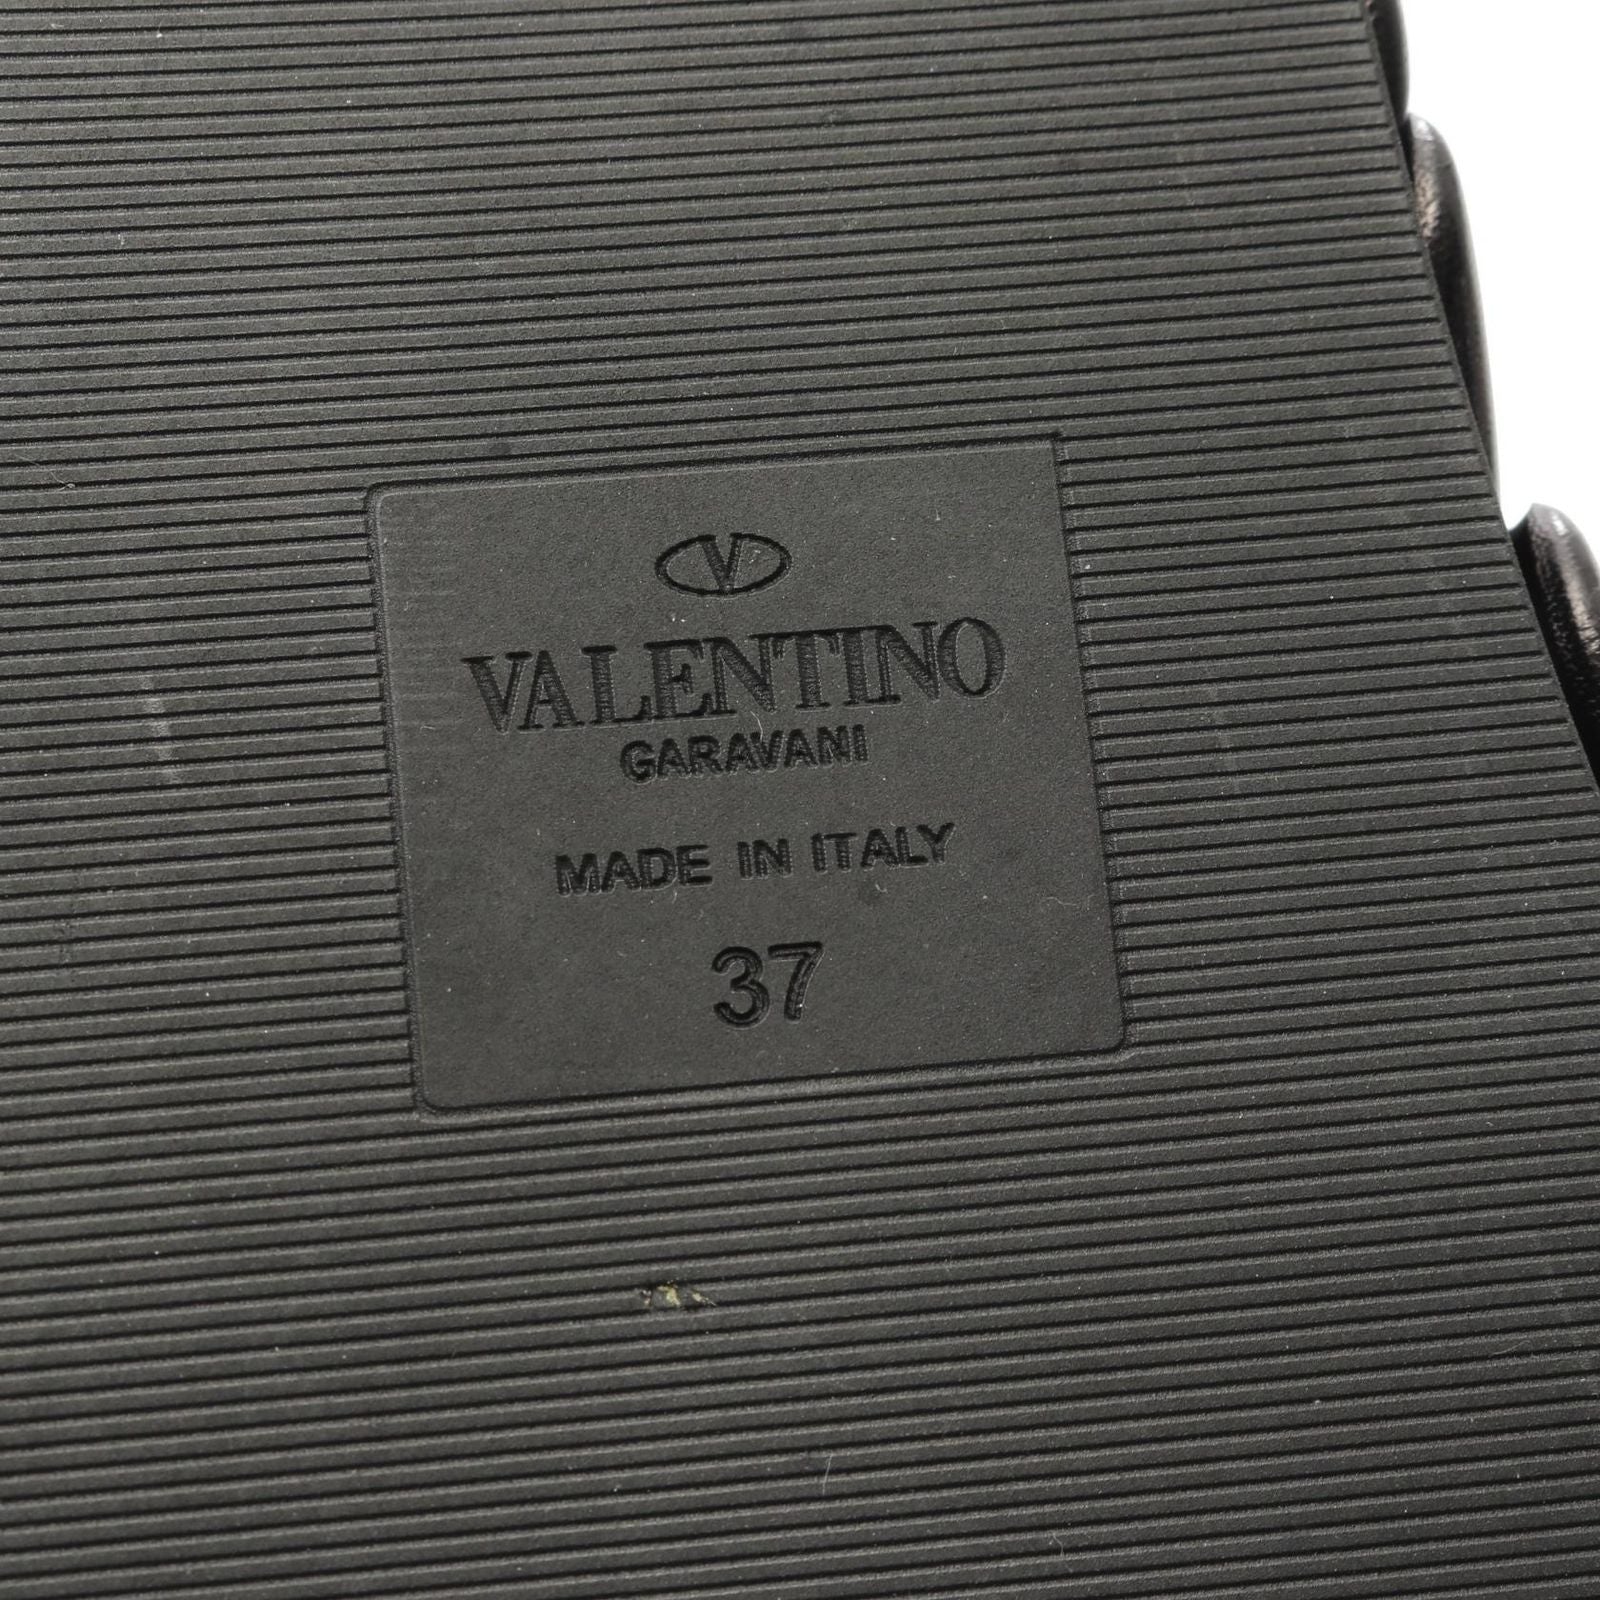 V
VALENTINO
GARAVANI
MADE IN ITALY
37